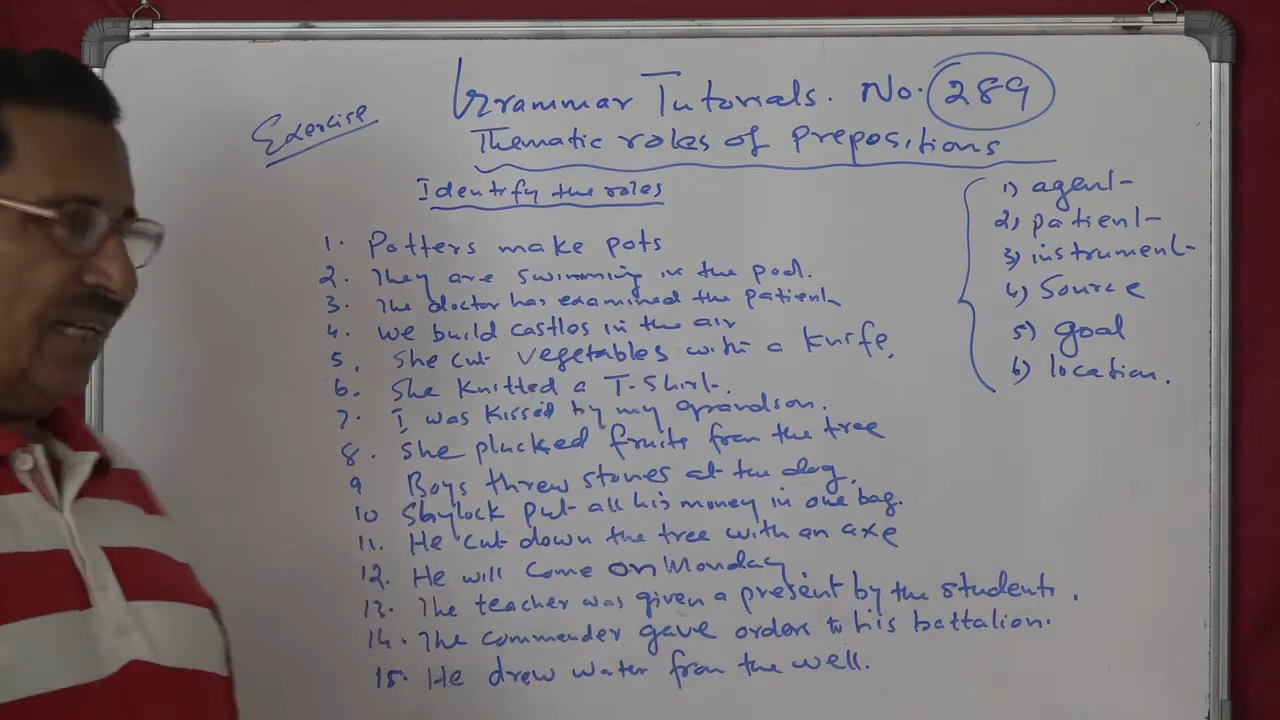 Grammar Tutorials. No. 289
Exercise
Thematic roles of prepositions
Identify the roles
1. Potters make pots
2. They are swimming in the pool.
3. The doctor has examined the patient
4. We build castles in the air
5. She cut vegetables with a knife.
6. She knitted a T-Shirt.
7. I was kissed by my grandson.
8. She plucked fruits from the tree
9 Boys threw stones at the dog.
10 Shylock put all his money in one bag.
11. He cut down the tree with an axe
12. He will come on Monday
13. The teacher was given a present by the students.
14. The commander gave orders to his battalion.
15. He drew water from the well.
1) agent
2) patient
3) instrument
4) Source
5) goal
6) location.